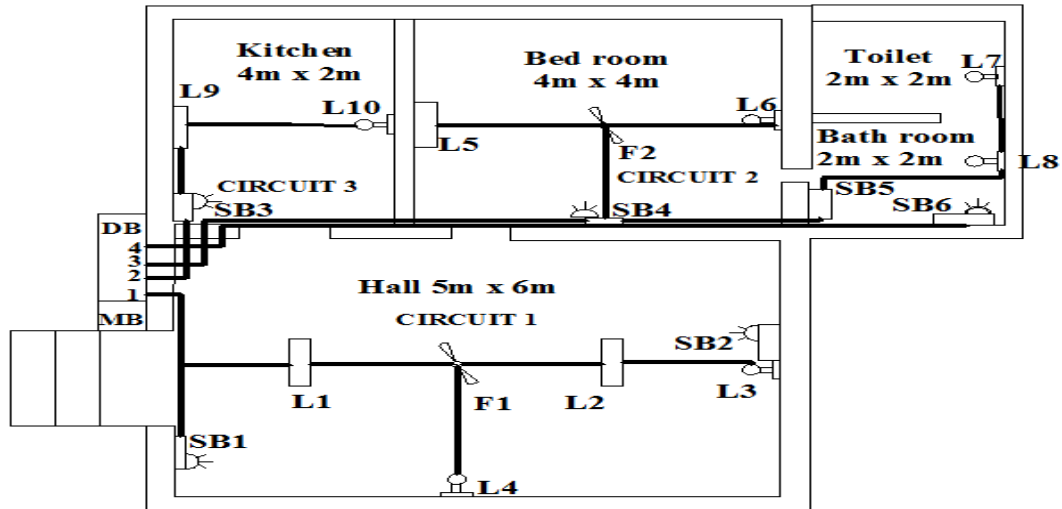 Kitchen
4m x 2m
Bed room
4m x 4m
Toilet
2m x 2m
L7
L9
L10
L6
L5
F2
Bath room
2m x 2m
L8
CIRCUIT 3
CIRCUIT 2
SB3
SB4
SB5
SB6
DB
4
3
2
1
MB
Hall 5m x 6m
CIRCUIT 1
SB2
L1
F1
L2
L3
SB1
L4